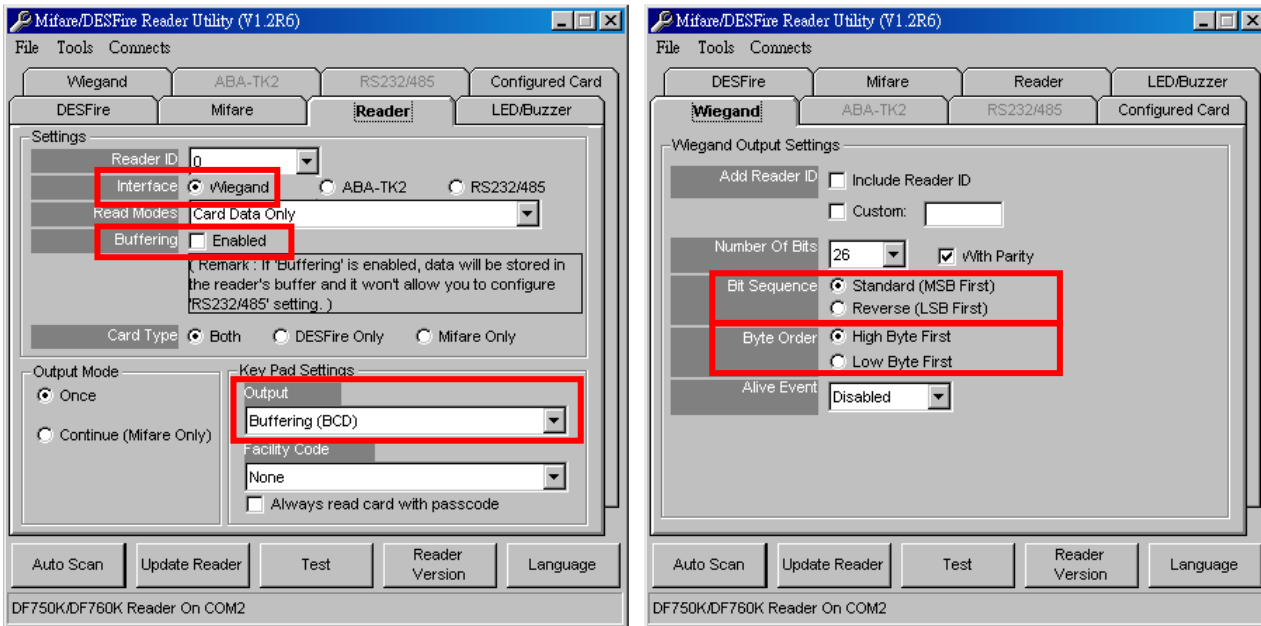 Mifare/DESFire Reader Utility (V1.2R6)
File Tools Connects
Wiegand ABA-TK2 RS232/485 Configured Card
DESFire Mifare Reader LED/Buzzer
Settings
Reader ID 0
Interface Wiegand ABA-TK2 RS232/485
Read Modes Card Data Only
Buffering Enabled
( Remark : If 'Buffering' is enabled, data will be stored in
the reader's buffer and it won't allow you to configure
'RS232/485' setting. )
Card Type Both DESFire Only Mifare Only
Output Mode
Once
Continue (Mifare Only)
Key Pad Settings
Output
Buffering (BCD)
Facility Code
None
Always read card with passcode
Auto Scan Update Reader Test Reader Version Language
DF750K/DF760K Reader On COM2
Mifare/DESFire Reader Utility (V1.2R6)
File Tools Connects
DESFire Mifare Reader LED/Buzzer
Wiegand ABA-TK2 RS232/485 Configured Card
Wiegand Output Settings
Add Reader ID Include Reader ID
Custom:
Number Of Bits 26 With Parity
Bit Sequence Standard (MSB First)
Reverse (LSB First)
Byte Order High Byte First
Low Byte First
Alive Event Disabled
Auto Scan Update Reader Test Reader Version Language
DF750K/DF760K Reader On COM2